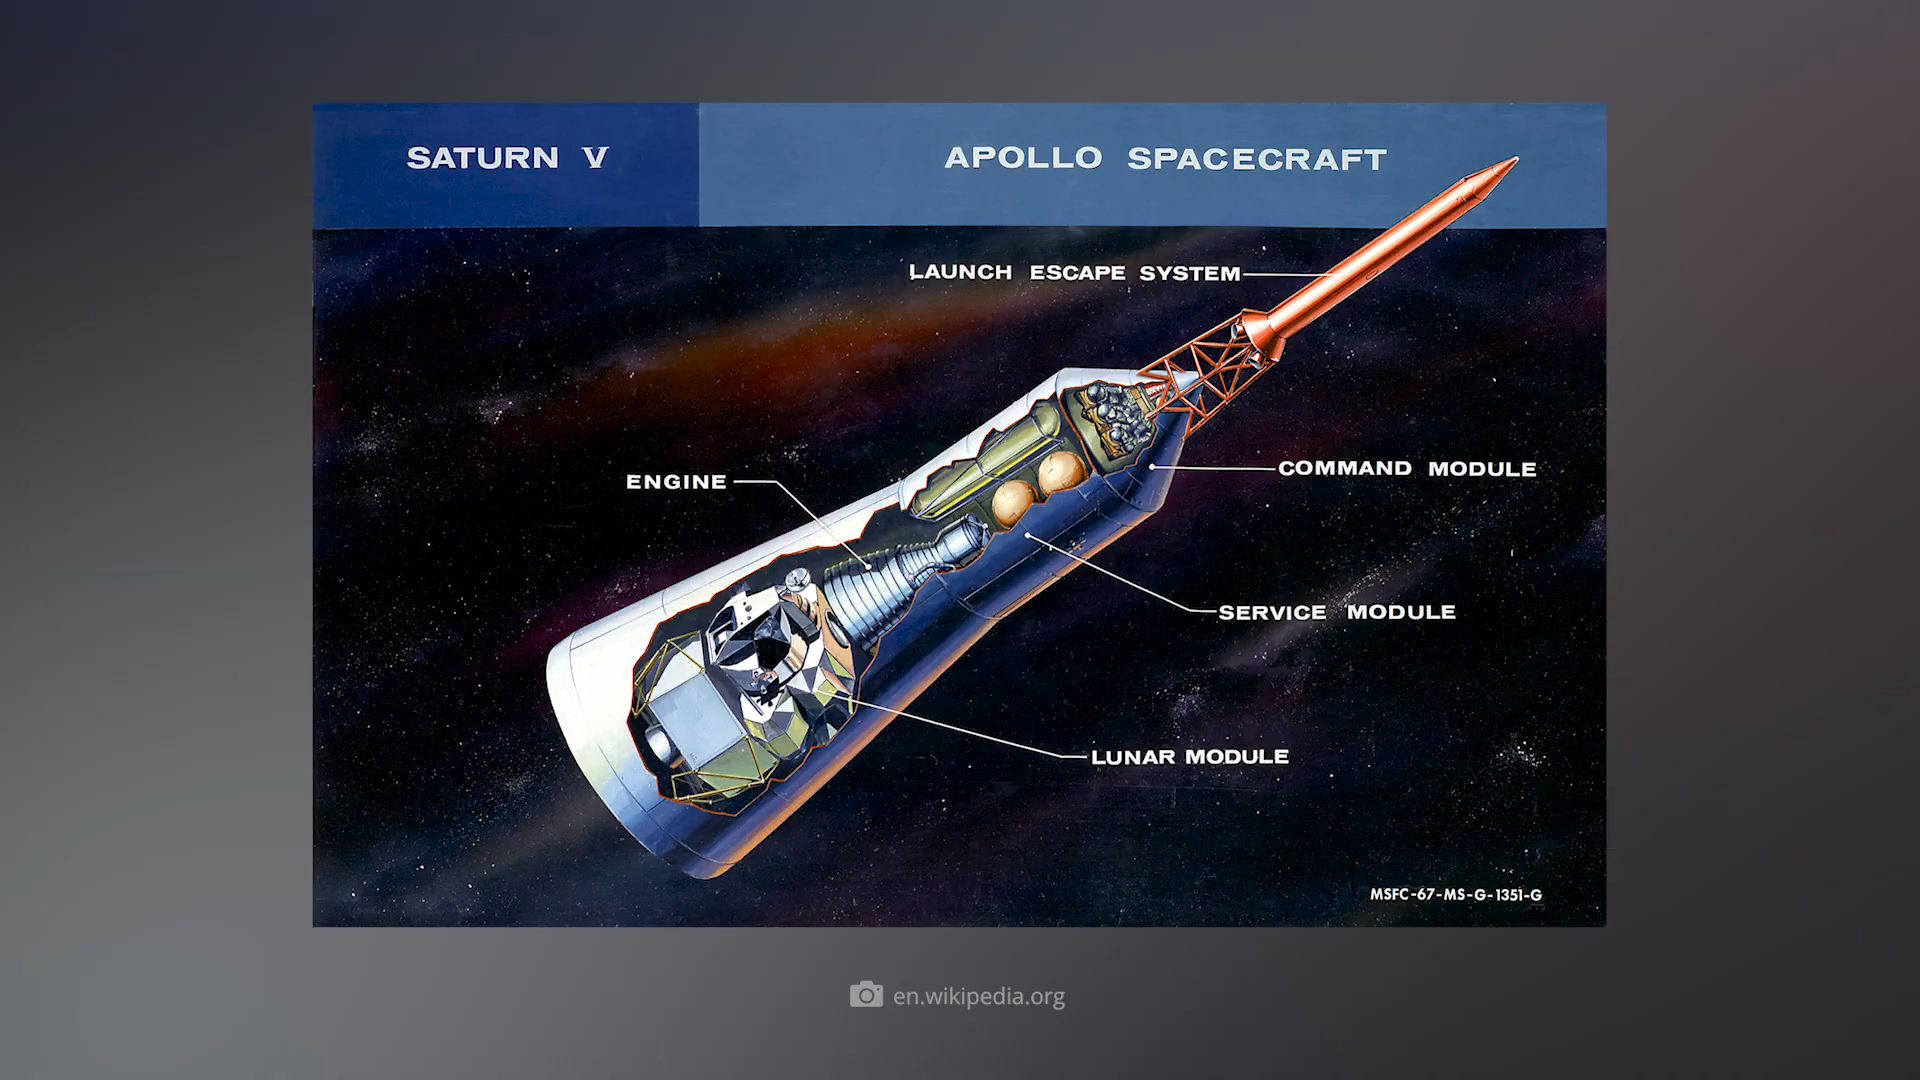 SATURN V
APOLLO SPACECRAFT
LAUNCH ESCAPE SYSTEM
COMMAND MODULE
ENGINE
SERVICE MODULE
LUNAR MODULE
MSFC-67-MS-G-1351-G
en.wikipedia.org